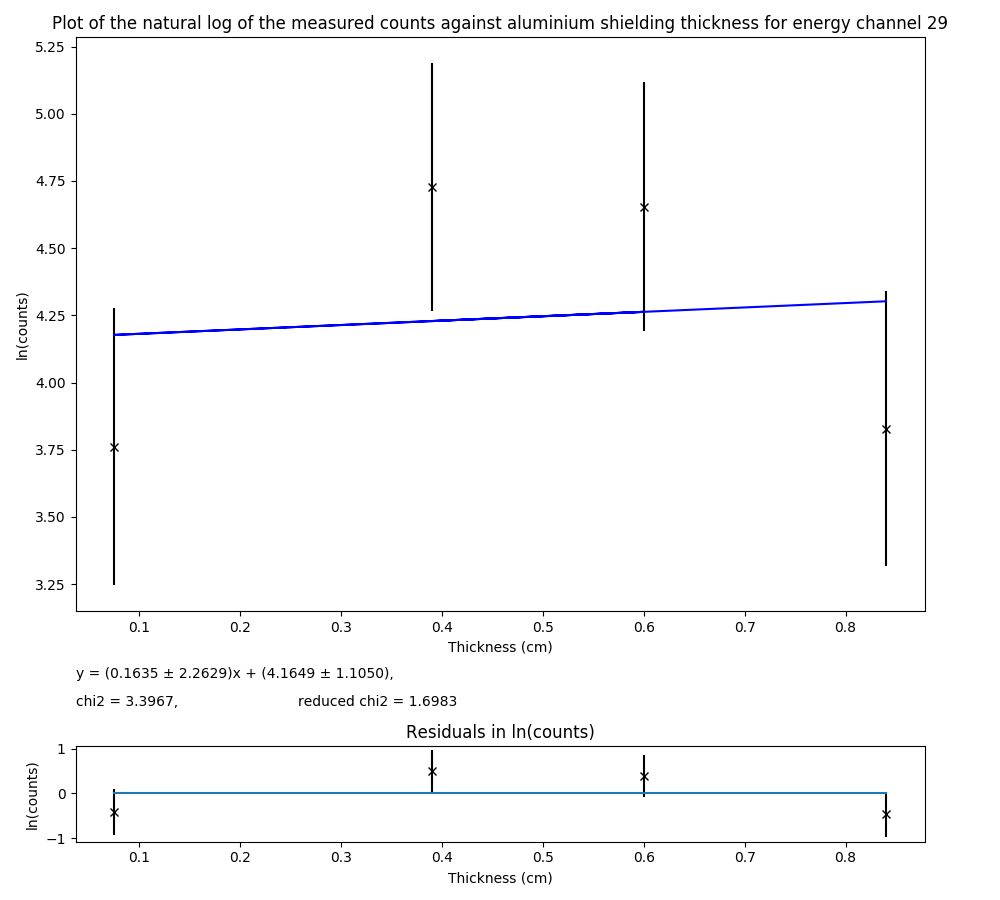 Plot of the natural log of the measured counts against aluminium shielding thickness for energy channel 29
5.25
5.00
4.75
4.50
4.25
4.00
3.75
3.50
3.25
ln(counts)
0.1 0.2 0.3 0.4 0.5 0.6 0.7 0.8
Thickness (cm)
y = (0.1635 ± 2.2629)x + (4.1649 ± 1.1050),
chi2 = 3.3967, reduced chi2 = 1.6983
Residuals in ln(counts)
1
0
−1
ln(counts)
0.1 0.2 0.3 0.4 0.5 0.6 0.7 0.8
Thickness (cm)